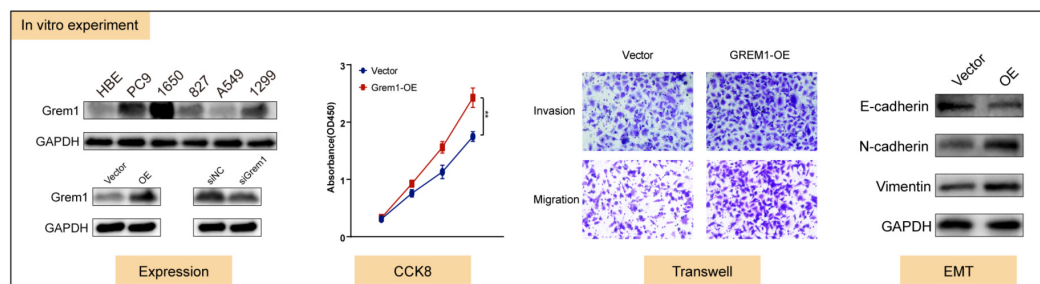 In vitro experiment
HBE PC9 1650 827 A549 1299
Grem1
GAPDH
Vector OE siNC siGrem1
Grem1
GAPDH
Expression
Vector
Grem1-OE
Absorbance(OD450)
3
2
1
0
**
CCK8
Vector GREM1-OE
Invasion
Migration
Transwell
Vector OE
E-cadherin
N-cadherin
Vimentin
GAPDH
EMT